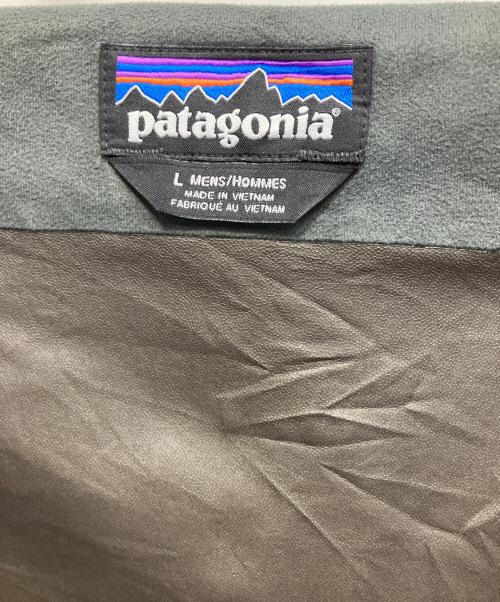 patagonia®
L MENS/HOMMES
MADE IN VIETNAM
FABRIQUÉ AU VIETNAM